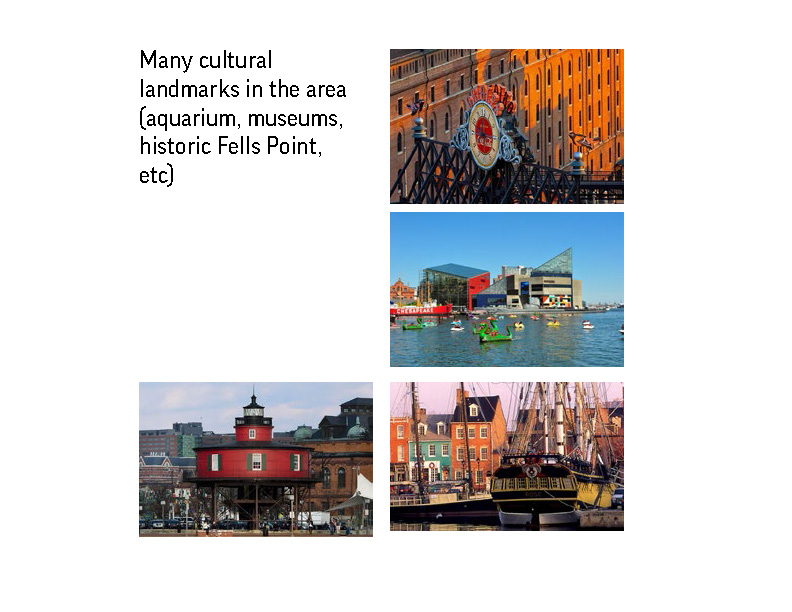 Many cultural
landmarks in the area
(aquarium, museums,
historic Fells Point,
etc)
CHESAPEAKE